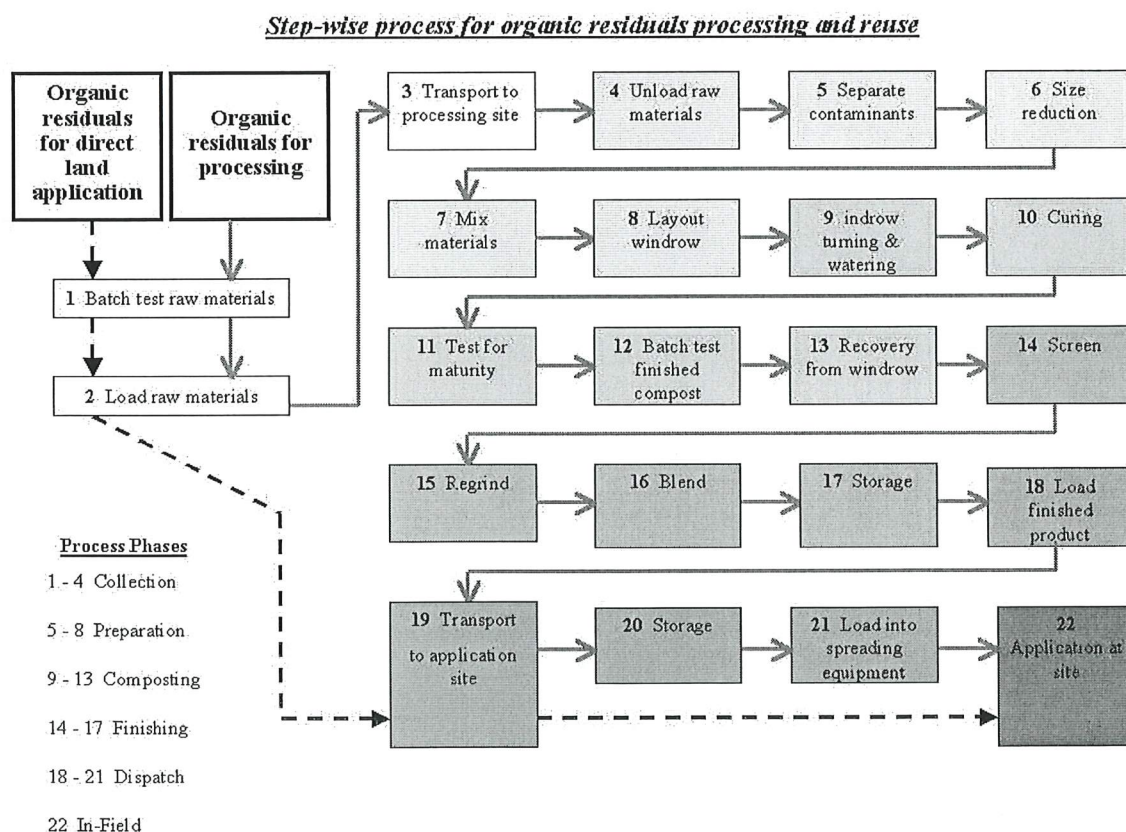 Step-wise process for organic residuals processing and reuse
Organic
residuals
for direct
land
application
Organic
residuals for
processing
1 Batch test raw materials
2 Load raw materials
3 Transport to
processing site
4 Unload raw
materials
5 Separate
contaminants
6 Size
reduction
7 Mix
materials
8 Layout
windrow
9 indrow
turning &
watering
10 Curing
11 Test for
maturity
12 Batch test
finished
compost
13 Recovery
from windrow
14 Screen
15 Regrind
16 Blend
17 Storage
18 Load
finished
product
19 Transport
to application
site
20 Storage
21 Load into
spreading
equipment
22
Application at
site
Process Phases
1 - 4 Collection
5 - 8 Preparation
9 - 13 Composting
14 - 17 Finishing
18 - 21 Dispatch
22 In-Field